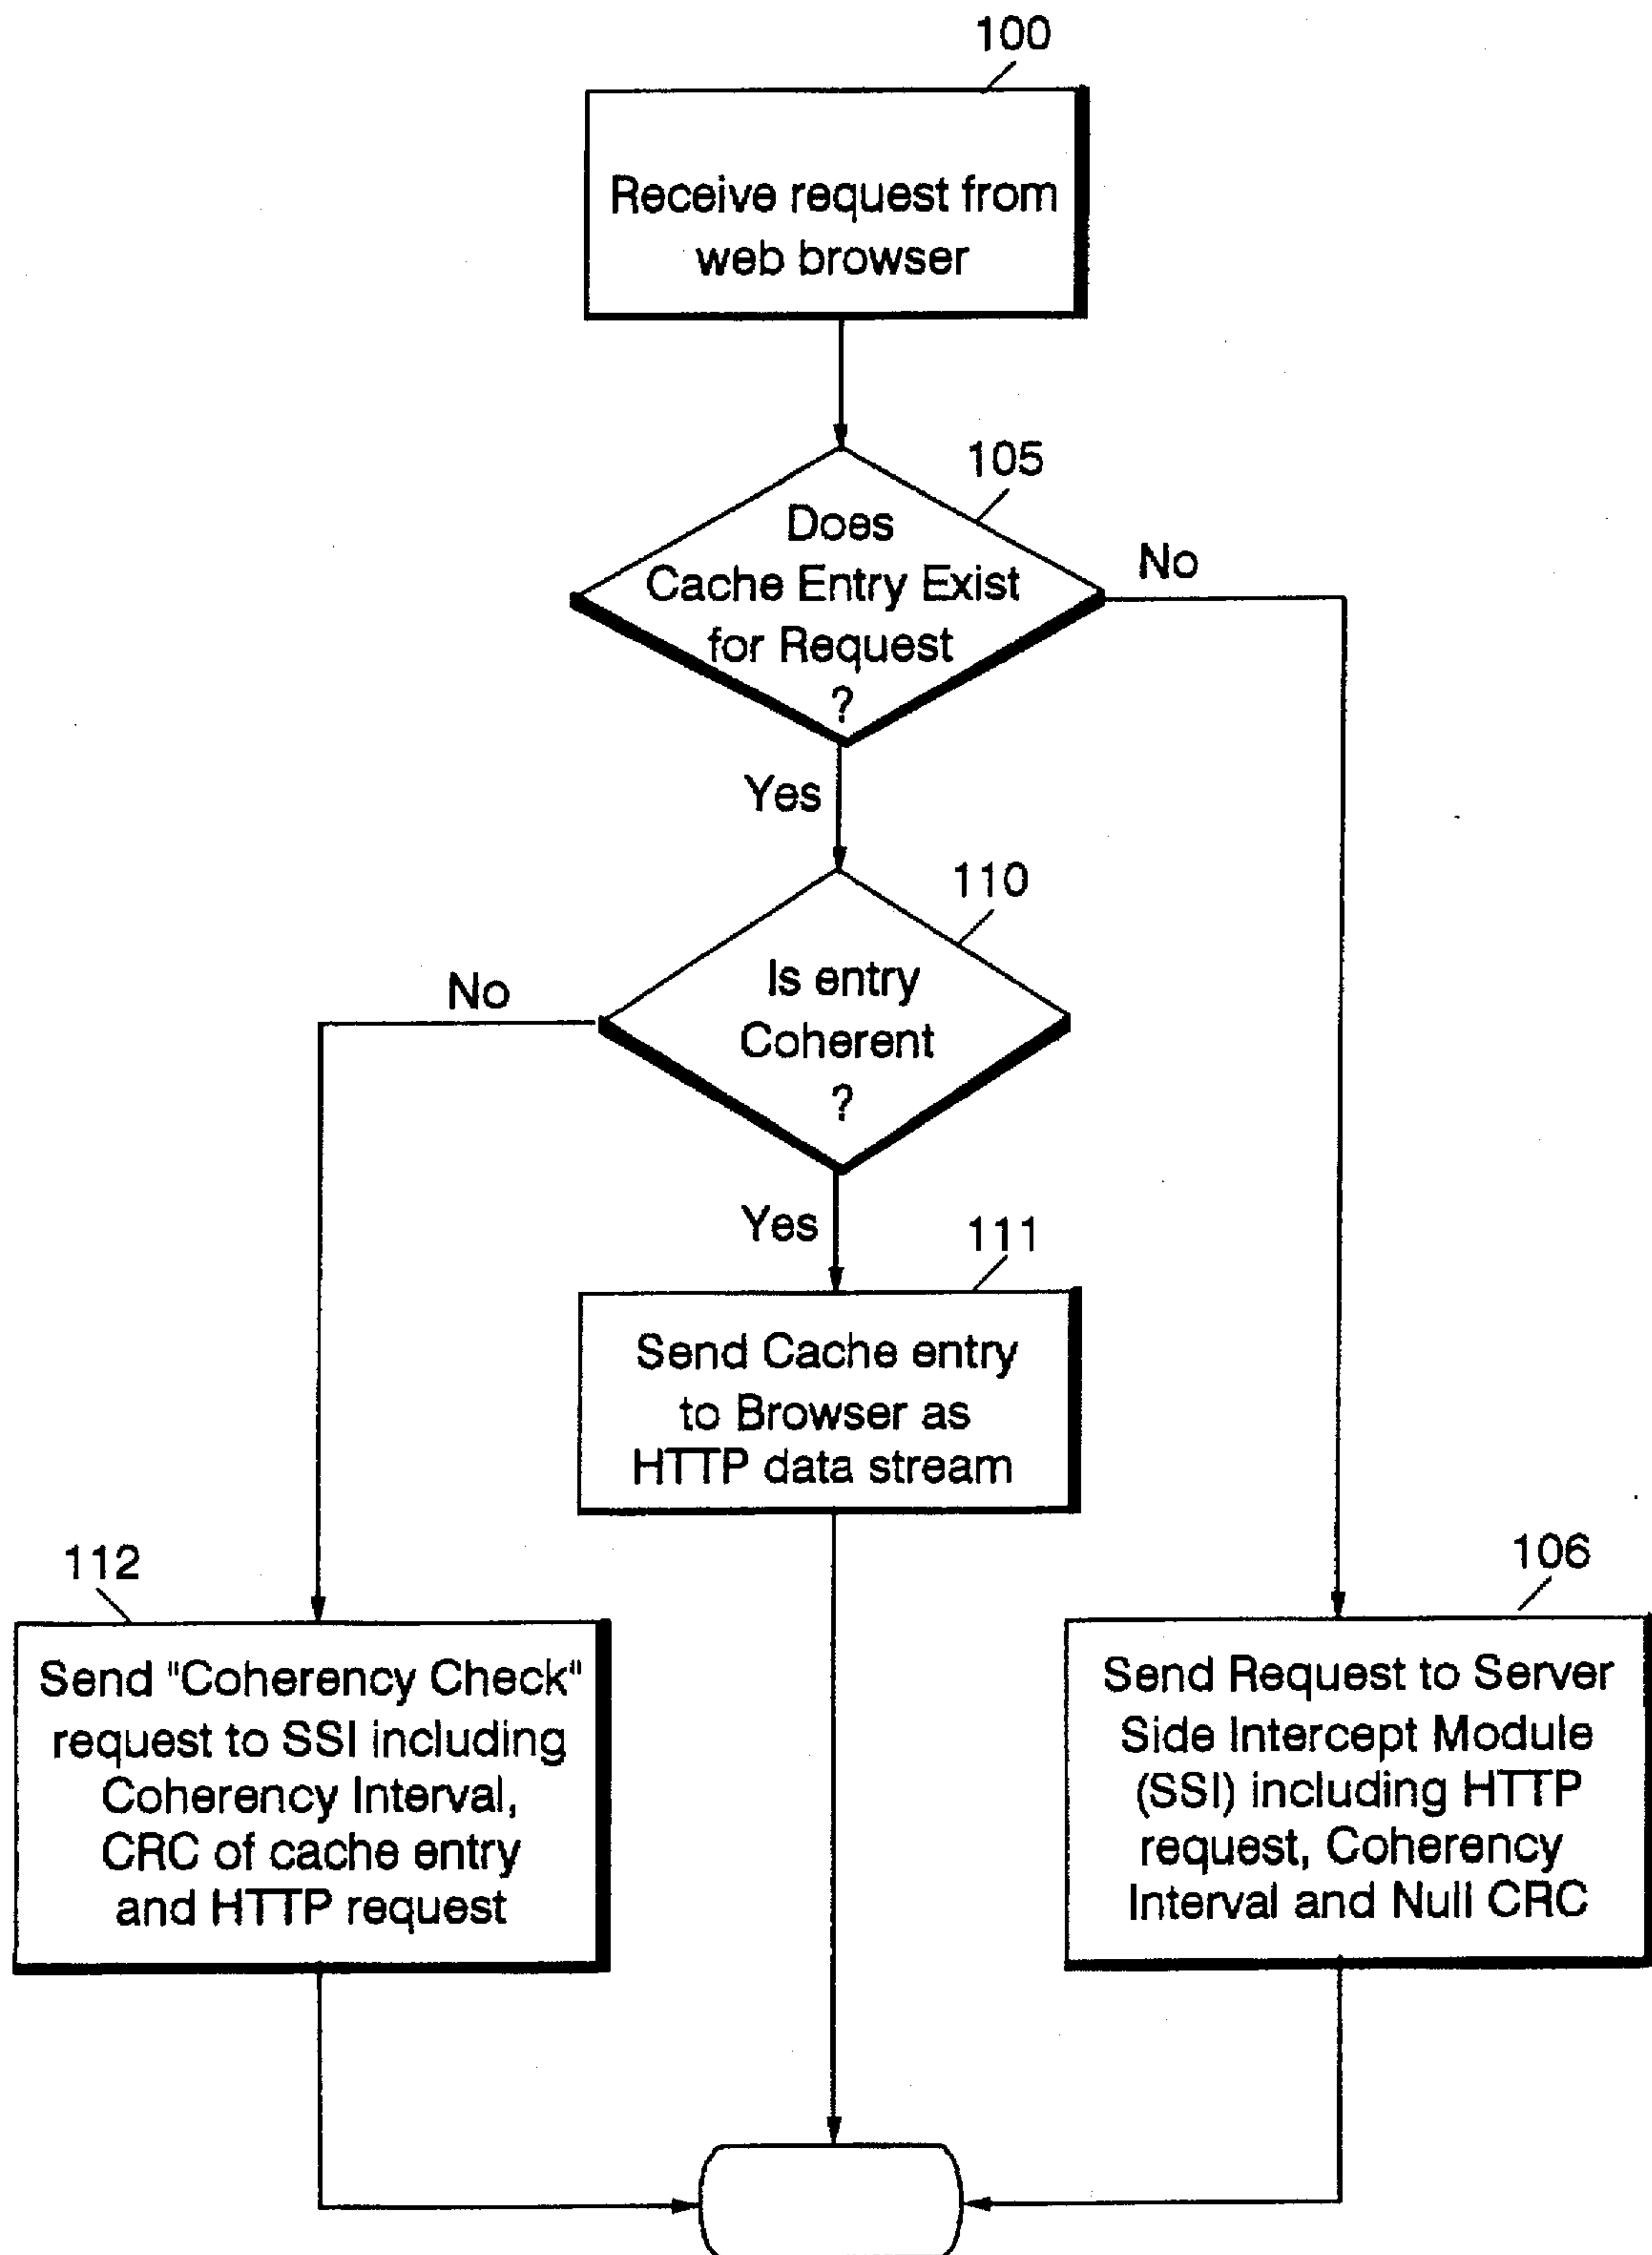 100
Receive request from
web browser
105
Does
Cache Entry Exist
for Request
?
No
Yes
110
Is entry
Coherent
?
No
Yes
111
Send Cache entry
to Browser as
HTTP data stream
112
Send "Coherency Check"
request to SSI including
Coherency Interval,
CRC of cache entry
and HTTP request
106
Send Request to Server
Side Intercept Module
(SSI) including HTTP
request, Coherency
Interval and Null CRC